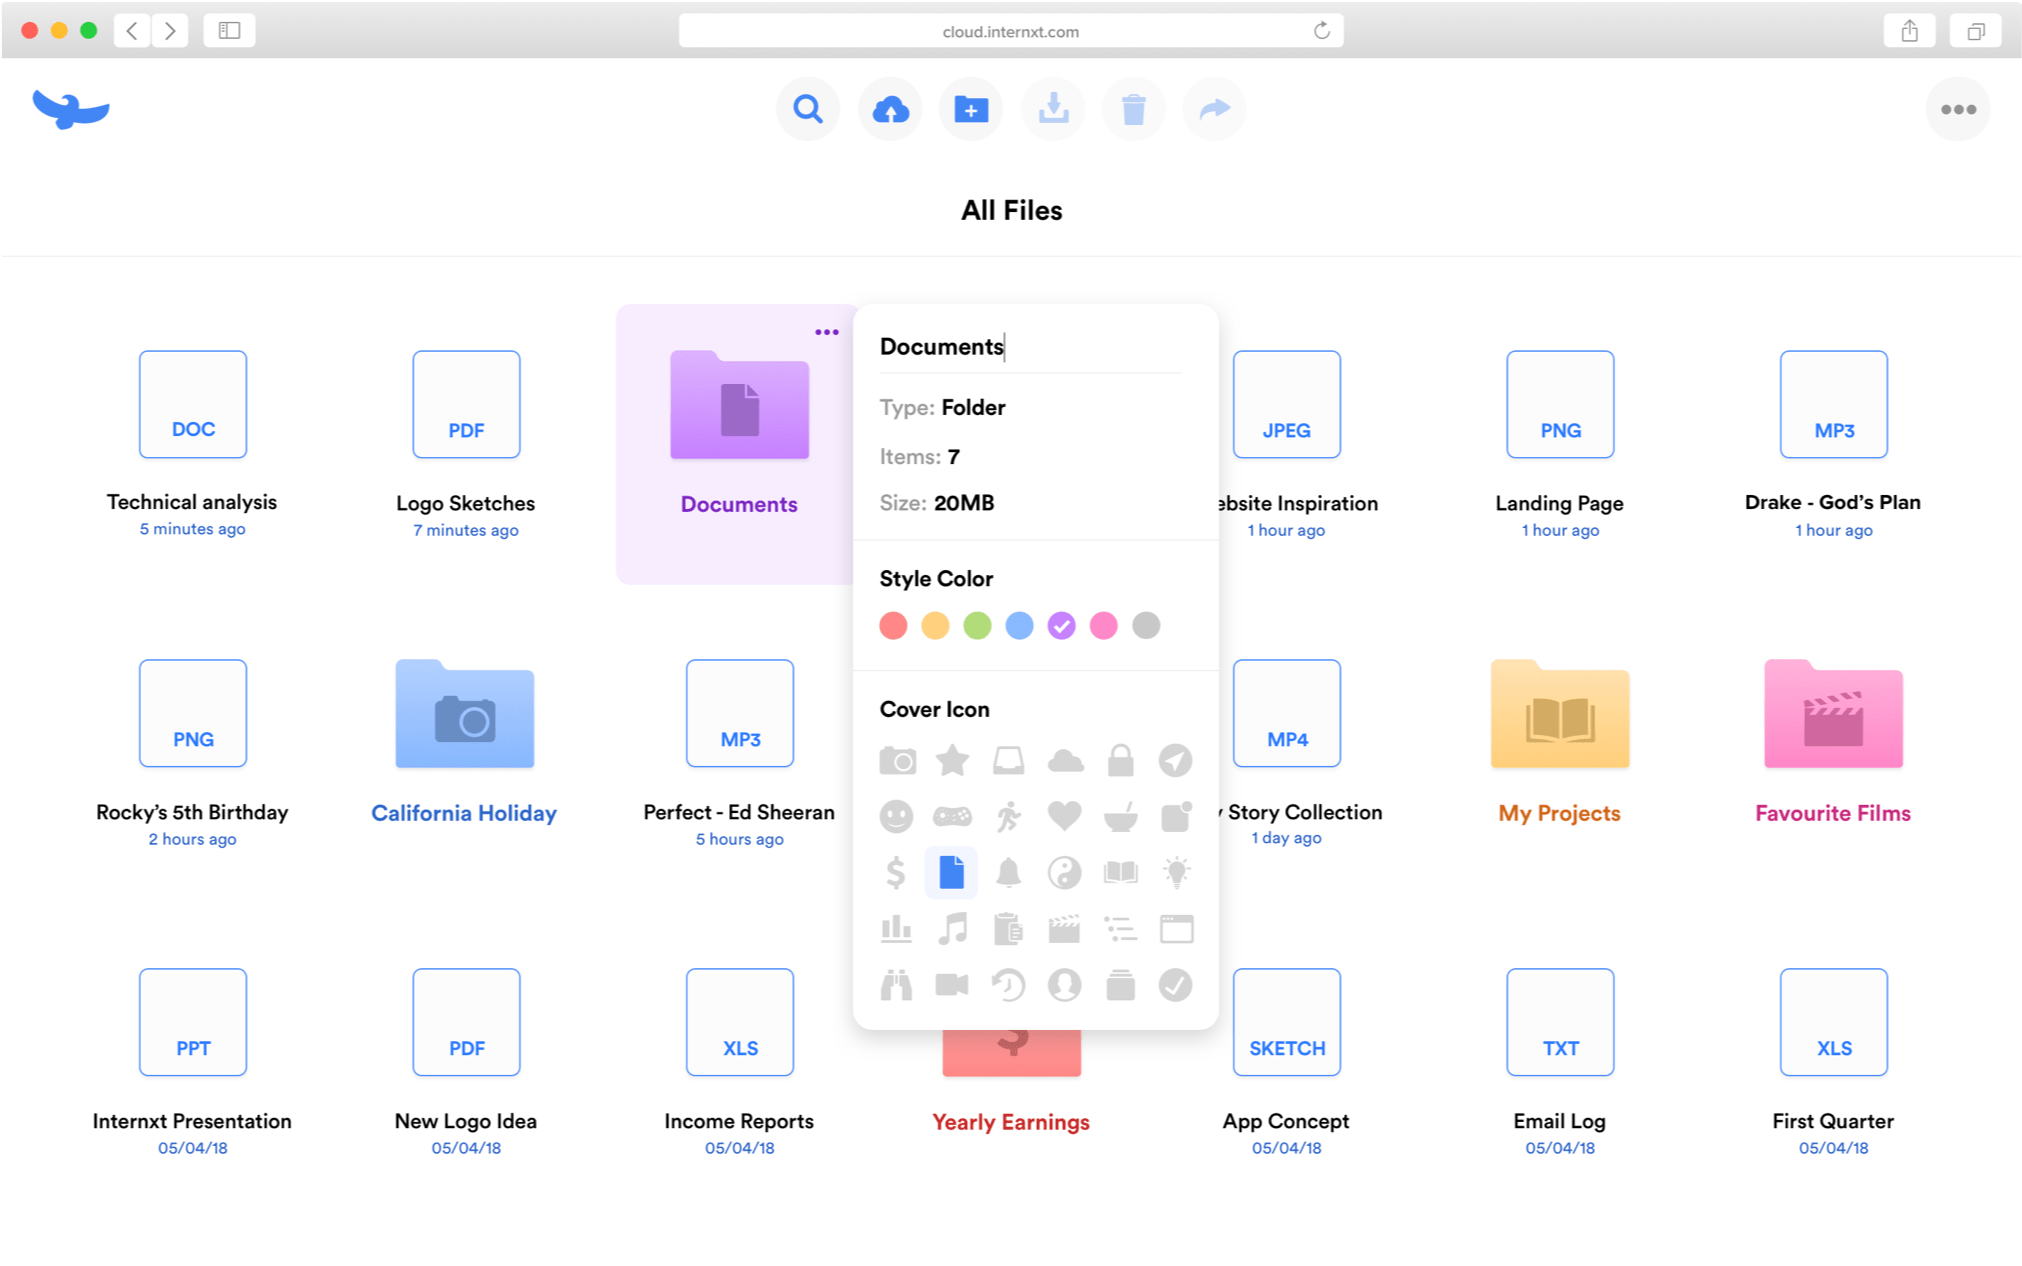 cloud.internxt.com
All Files
Documents
Type: Folder
Items: 7
Size: 20MB
Style Color
Cover Icon
DOC
Technical analysis
5 minutes ago
PDF
Logo Sketches
7 minutes ago
Documents
JPEG
ebsite Inspiration
1 hour ago
PNG
Landing Page
1 hour ago
MP3
Drake - God's Plan
1 hour ago
PNG
Rocky's 5th Birthday
2 hours ago
California Holiday
MP3
Perfect - Ed Sheeran
5 hours ago
MP4
Story Collection
1 day ago
My Projects
Favourite Films
PPT
Internxt Presentation
05/04/18
PDF
New Logo Idea
05/04/18
XLS
Income Reports
05/04/18
Yearly Earnings
SKETCH
App Concept
05/04/18
TXT
Email Log
05/04/18
XLS
First Quarter
05/04/18